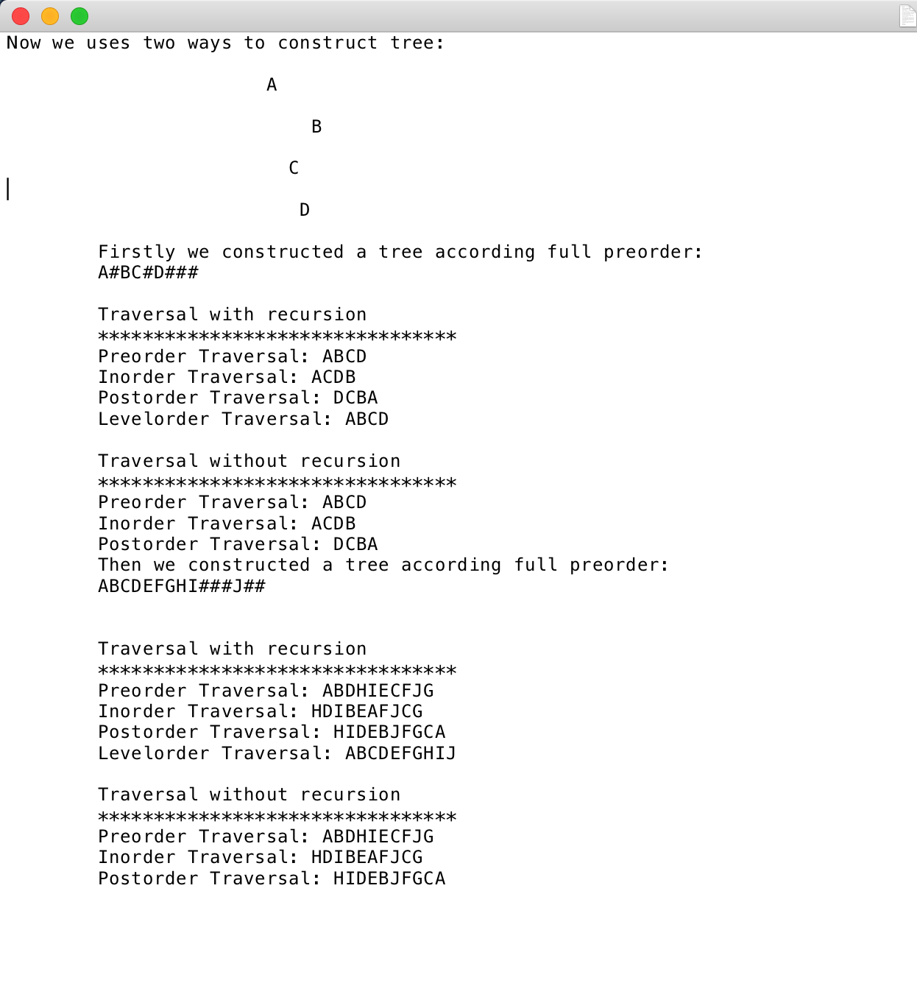 Now we uses two ways to construct tree:
A
B
C
D
Firstly we constructed a tree according full preorder:
A#BC#D###
Traversal with recursion
********************************
Preorder Traversal: ABCD
Inorder Traversal: ACDB
Postorder Traversal: DCBA
Levelorder Traversal: ABCD
Traversal without recursion
********************************
Preorder Traversal: ABCD
Inorder Traversal: ACDB
Postorder Traversal: DCBA
Then we constructed a tree according full preorder:
ABCDEFGHI###J##
Traversal with recursion
********************************
Preorder Traversal: ABDHIECFJG
Inorder Traversal: HDIBEAFJCG
Postorder Traversal: HIDEBJFGCA
Levelorder Traversal: ABCDEFGHIJ
Traversal without recursion
********************************
Preorder Traversal: ABDHIECFJG
Inorder Traversal: HDIBEAFJCG
Postorder Traversal: HIDEBJFGCA